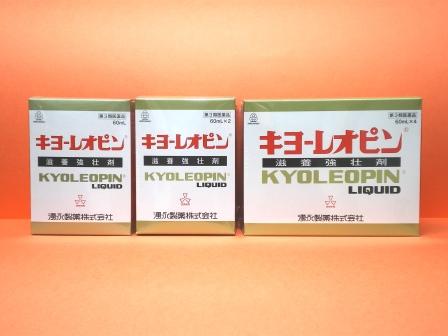 第3類医薬品
60mL
キヨーレオピン®
滋養強壮剤
KYOLEOPIN®
LIQUID
湧永製薬株式会社
第3類医薬品
60mL×2
キヨーレオピン®
滋養強壮剤
KYOLEOPIN®
LIQUID
湧永製薬株式会社
第3類医薬品
60mL×4
キヨーレオピン®
滋養強壮剤
KYOLEOPIN®
LIQUID
湧永製薬株式会社